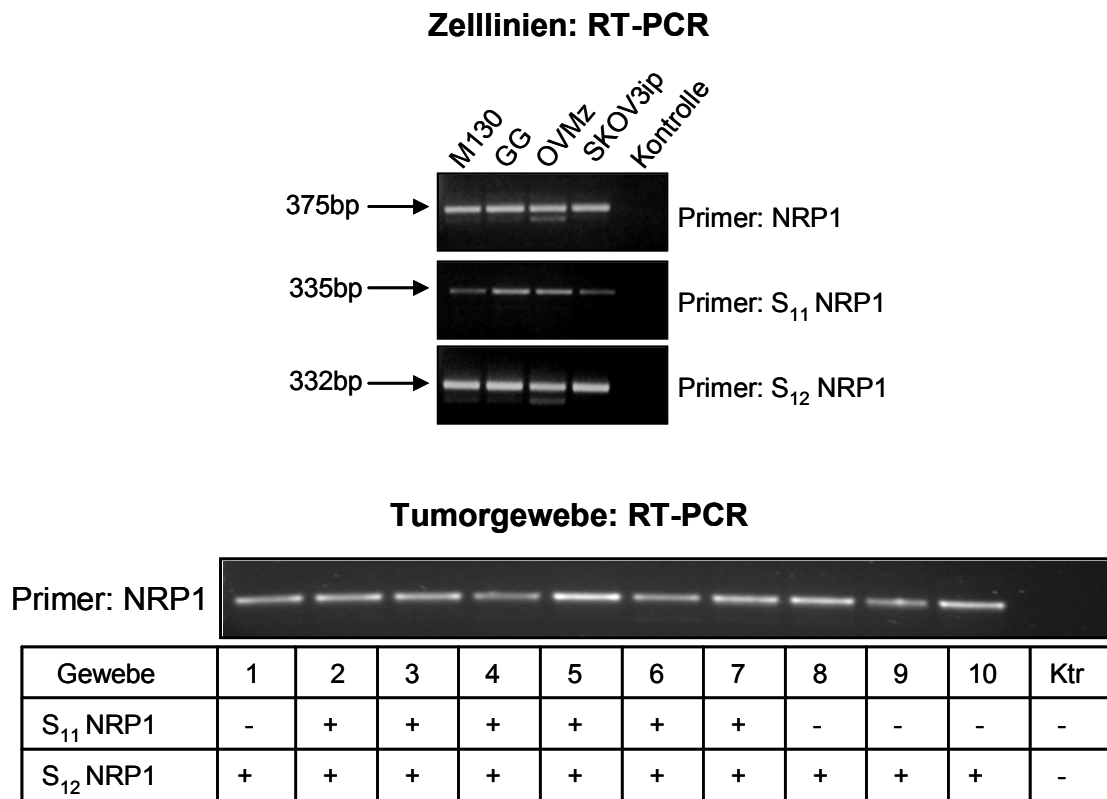 Zelllinien: RT-PCR
M130 GG OVMz SKOV3ip Kontrolle
375bp Primer: NRP1
335bp Primer: S11 NRP1
332bp Primer: S12 NRP1
Tumorgewebe: RT-PCR
Primer: NRP1
Gewebe 1 2 3 4 5 6 7 8 9 10 Ktr
S11 NRP1 - + + + + + + - - - -
S12 NRP1 + + + + + + + + + + -